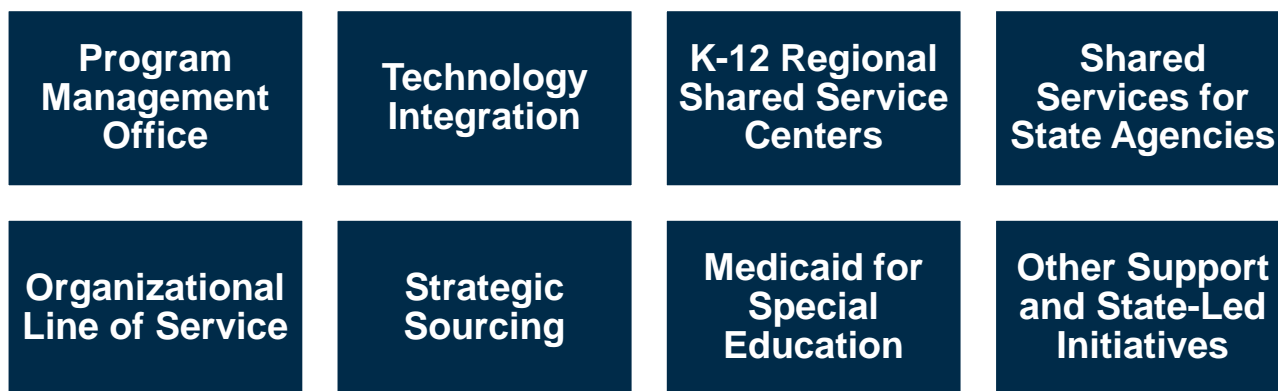 Program
Management
Office
Technology
Integration
K-12 Regional
Shared Service
Centers
Shared
Services for
State Agencies
Organizational
Line of Service
Strategic
Sourcing
Medicaid for
Special
Education
Other Support
and State-Led
Initiatives